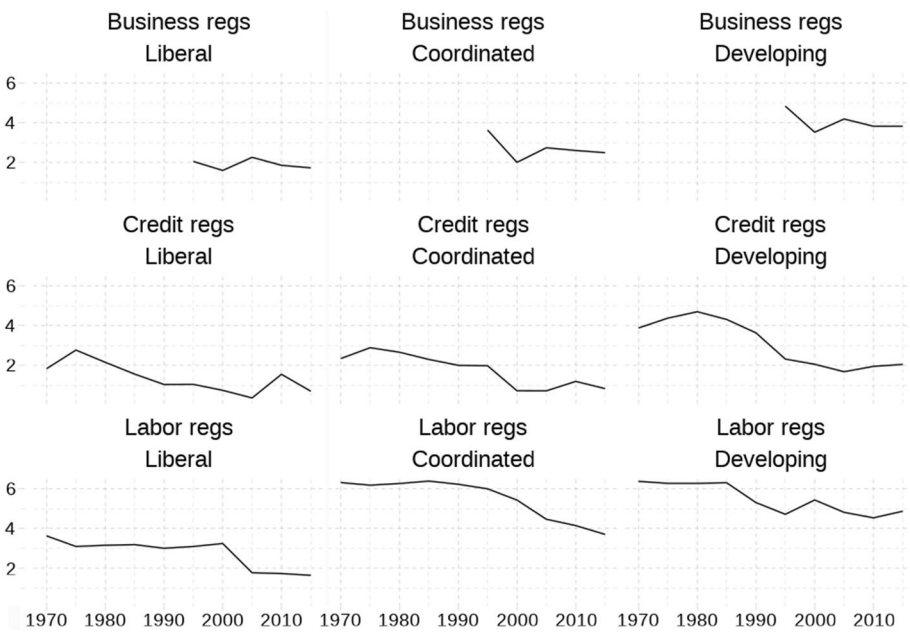 Business regs Business regs Business regs
Liberal Coordinated Developing
6
4
2
Credit regs Credit regs Credit regs
Liberal Coordinated Developing
6
4
2
Labor regs Labor regs Labor regs
Liberal Coordinated Developing
6
4
2
1970 1980 1990 2000 2010 1970 1980 1990 2000 2010 1970 1980 1990 2000 2010